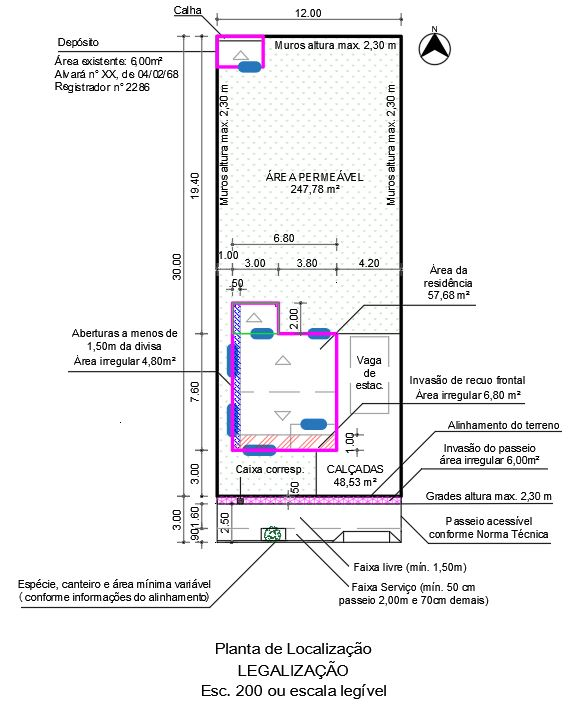 Calha
12.00
N
Depósito
Muros altura max. 2,30 m
Área existente: 6,00m²
Alvará n° XX, de 04/02/68
Registrador n° 2286
Muros altura max. 2,30 m
Muros altura max. 2,30 m
ÁREA PERMEÁVEL
247,78 m²
19.40
30.00
6.80
1.00
3.00
3.80
4.20
.50
2.00
Área da
residência
57,68m²
Aberturas a menos de
1,50m da divisa
Área irregular 4,80m²
Vaga
de
estac.
7.60
Invasão de recuo frontal
Área irregular 6,80 m²
1.00
Alinhamento do terreno
Invasão do passeio
área irregular 6,00m²
Caixa corresp.
CALÇADAS
48,53 m²
3.00
.50
Grades altura max. 2,30 m
3.00
1.60
.90
2.50
Passeio acessível
conforme Norma Técnica
Faixa livre (mín. 1,50m)
Espécie, canteiro e área mínima variável
( conforme informações do alinhamento)
Faixa Serviço (mín. 50 cm
passeio 2,00m e 70cm demais)
Planta de Localização
LEGALIZAÇÃO
Esc. 200 ou escala legível